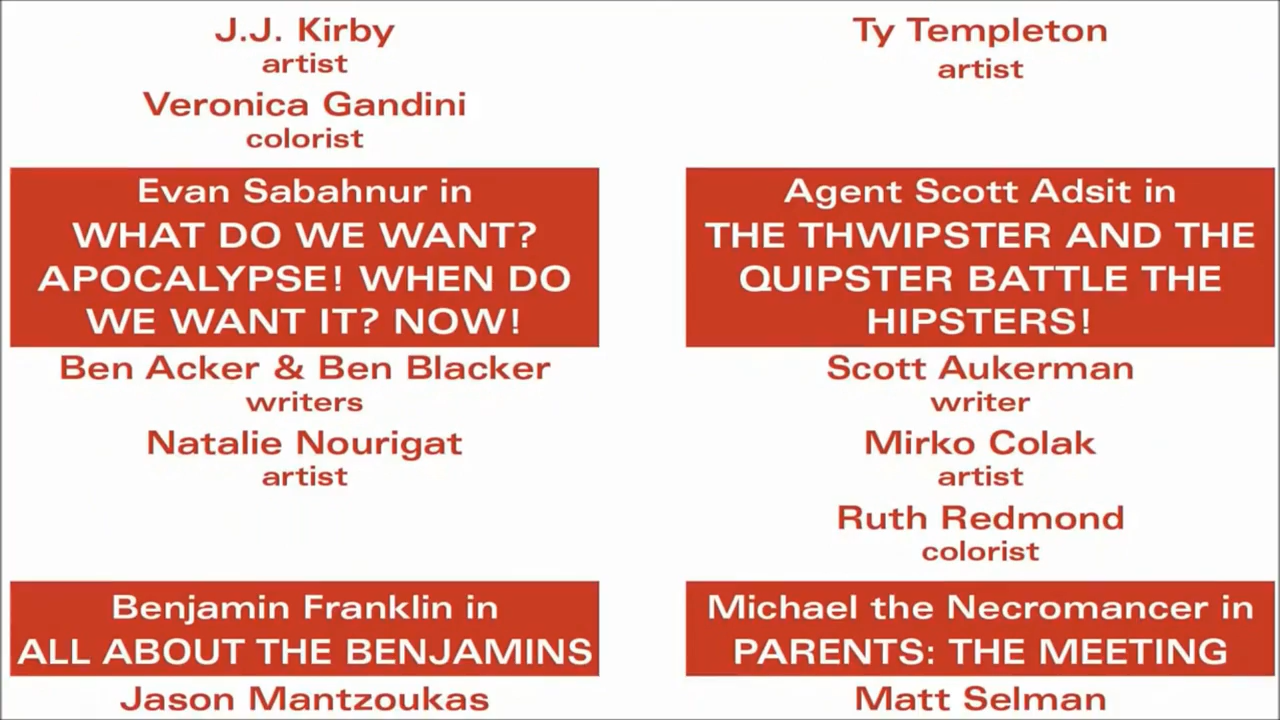 J.J. Kirby
artist
Veronica Gandini
colorist
Evan Sabahnur in
WHAT DO WE WANT?
APOCALYPSE! WHEN DO
WE WANT IT? NOW!
Ben Acker & Ben Blacker
writers
Natalie Nourigat
artist
Benjamin Franklin in
ALL ABOUT THE BENJAMINS
Jason Mantzoukas
Ty Templeton
artist
Agent Scott Adsit in
THE THWIPSTER AND THE
QUIPSTER BATTLE THE
HIPSTERS!
Scott Aukerman
writer
Mirko Colak
artist
Ruth Redmond
colorist
Michael the Necromancer in
PARENTS: THE MEETING
Matt Selman